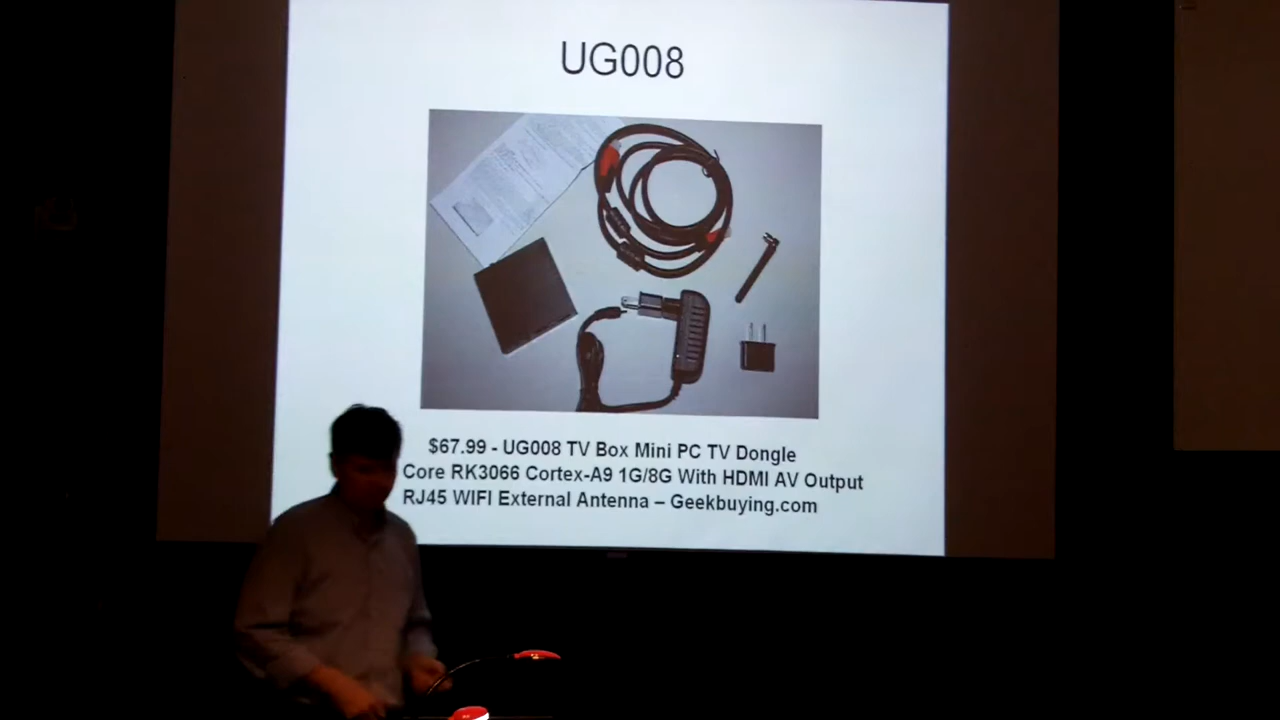 UG008
$67.99 - UG008 TV Box Mini PC TV Dongle
Core RK3066 Cortex-A9 1G/8G With HDMI AV Output
RJ45 WIFI External Antenna – Geekbuying.com